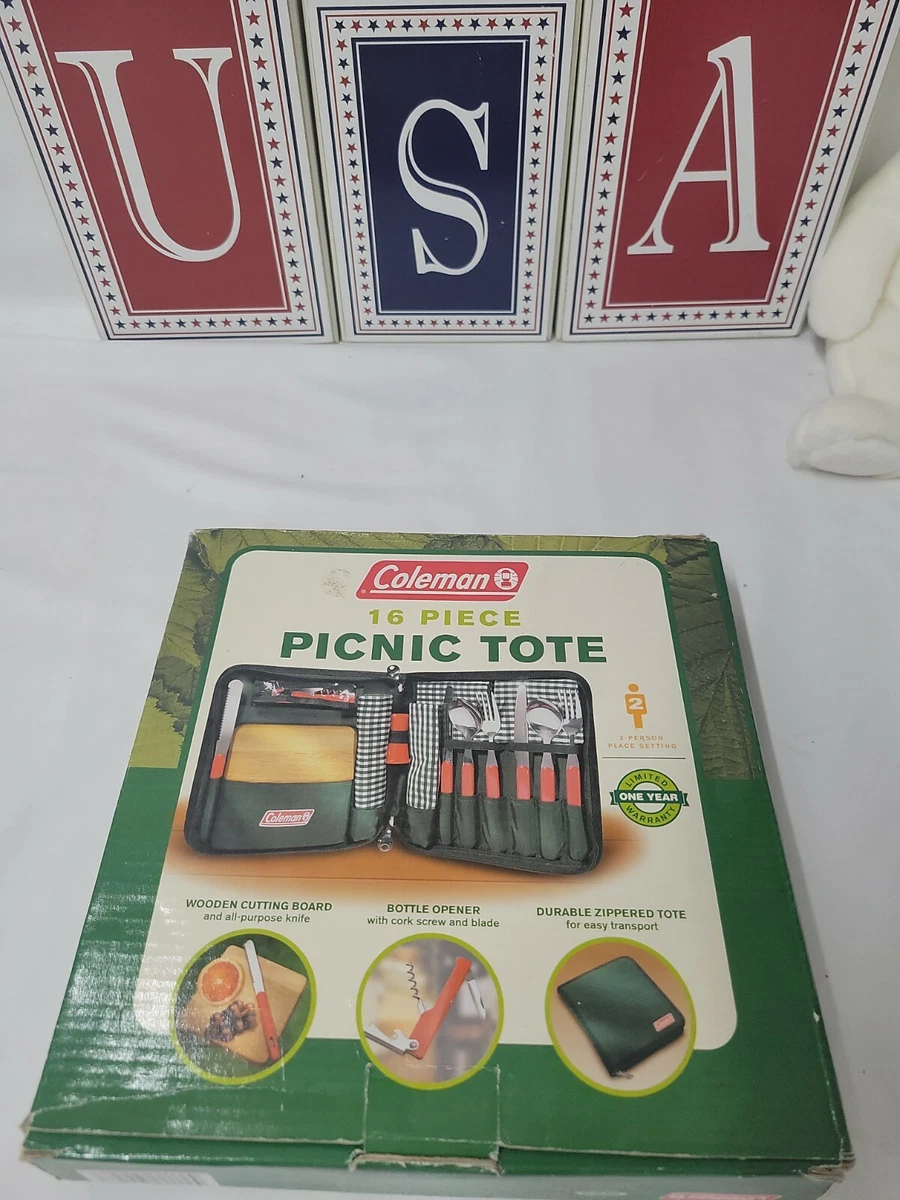 U S A
Coleman
16 PIECE
PICNIC TOTE
2
2-PERSON
PLACE SETTING
LIMITED
ONE YEAR
WARRANTY
Coleman
WOODEN CUTTING BOARD
and all-purpose knife
BOTTLE OPENER
with cork screw and blade
DURABLE ZIPPERED TOTE
for easy transport